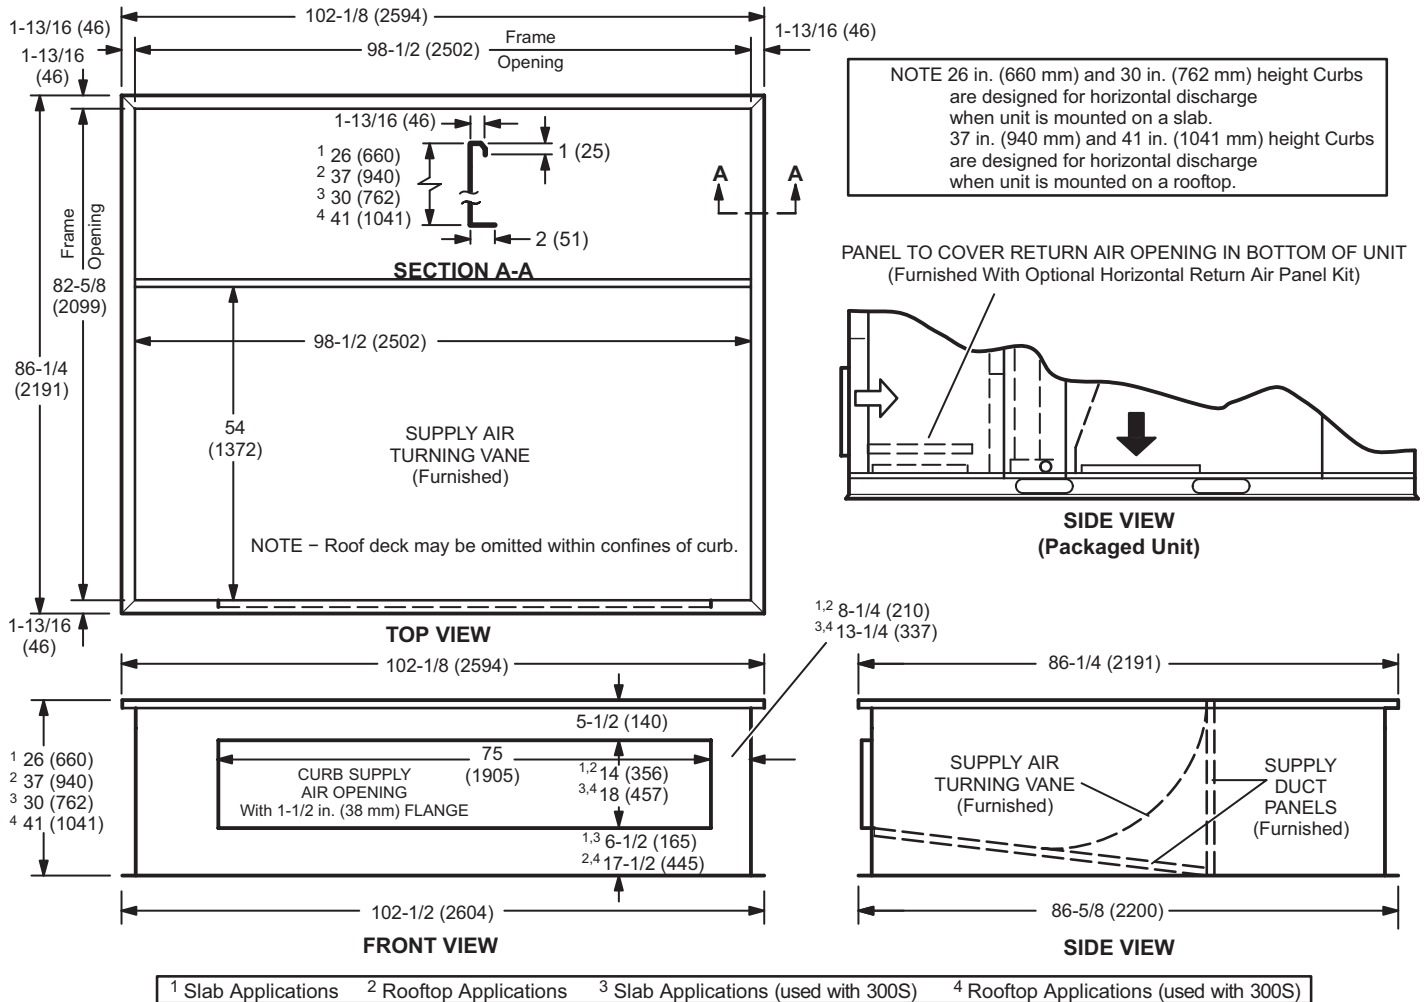 102-1/8 (2594)
1-13/16 (46)
98-1/2 (2502)
Frame
Opening
1-13/16 (46)
1-13/16
(46)
NOTE 26 in. (660 mm) and 30 in. (762 mm) height Curbs
are designed for horizontal discharge
when unit is mounted on a slab.
37 in. (940 mm) and 41 in. (1041 mm) height Curbs
are designed for horizontal discharge
when unit is mounted on a rooftop.
1-13/16 (46)
1 (25)
1 26 (660)
2 37 (940)
3 30 (762)
4 41 (1041)
2 (51)
SECTION A-A
A A
Frame
Opening
82-5/8
(2099)
86-1/4
(2191)
98-1/2 (2502)
54
(1372)
SUPPLY AIR
TURNING VANE
(Furnished)
NOTE – Roof deck may be omitted within confines of curb.
1-13/16
(46)
TOP VIEW
PANEL TO COVER RETURN AIR OPENING IN BOTTOM OF UNIT
(Furnished With Optional Horizontal Return Air Panel Kit)
SIDE VIEW
(Packaged Unit)
102-1/8 (2594)
1,2 8-1/4 (210)
3,4 13-1/4 (337)
5-1/2 (140)
1 26 (660)
2 37 (940)
3 30 (762)
4 41 (1041)
75
(1905)
CURB SUPPLY
AIR OPENING
With 1-1/2 in. (38 mm) FLANGE
1,2 14 (356)
3,4 18 (457)
1,3 6-1/2 (165)
2,4 17-1/2 (445)
102-1/2 (2604)
FRONT VIEW
86-1/4 (2191)
SUPPLY AIR
TURNING VANE
(Furnished)
SUPPLY
DUCT
PANELS
(Furnished)
86-5/8 (2200)
SIDE VIEW
1 Slab Applications 2 Rooftop Applications 3 Slab Applications (used with 300S) 4 Rooftop Applications (used with 300S)